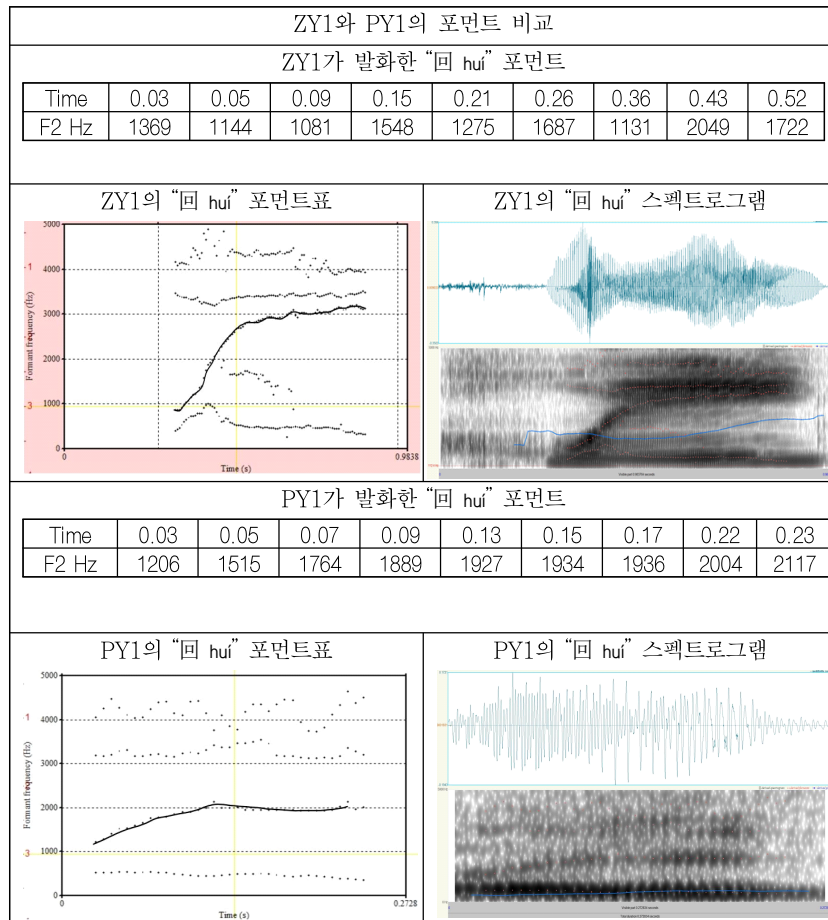 ZY1와 PY1의 포먼트 비교
ZY1가 발화한 “回 huí” 포먼트
Time 0.03 0.05 0.09 0.15 0.21 0.26 0.36 0.43 0.52
F2 Hz 1369 1144 1081 1548 1275 1687 1131 2049 1722
ZY1의 “回 huí” 포먼트표
ZY1의 “回 huí” 스펙트로그램
5000
4000
3000
2000
1000
0
Formant frequency (Hz)
1
3
0
0.9838
Time (s)
PY1가 발화한 “回 huí” 포먼트
Time 0.03 0.05 0.07 0.09 0.13 0.15 0.17 0.22 0.23
F2 Hz 1206 1515 1764 1889 1927 1934 1936 2004 2117
PY1의 “回 huí” 포먼트표
PY1의 “回 huí” 스펙트로그램
5000
4000
3000
2000
1000
0
Formant frequency (Hz)
1
3
0
0.2728
Time (s)